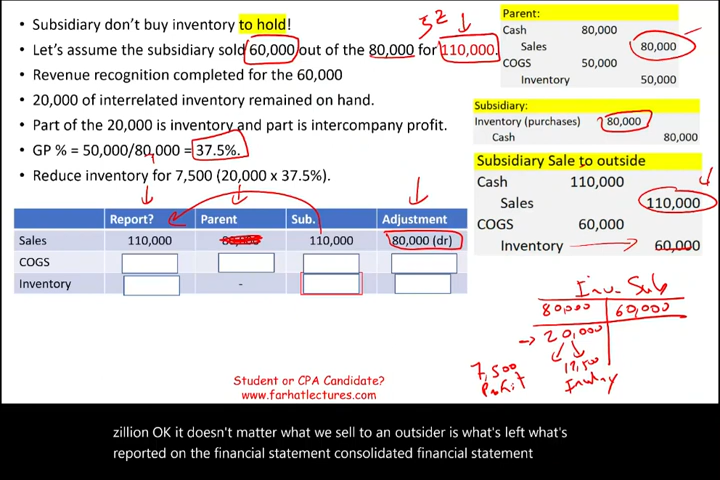 Subsidiary don't buy inventory to hold!
Let's assume the subsidiary sold 60,000 out of the 80,000 for 110,000.
Revenue recognition completed for the 60,000
20,000 of interrelated inventory remained on hand.
Part of the 20,000 is inventory and part is intercompany profit.
GP % = 50,000/80,000 = 37.5%.
Reduce inventory for 7,500 (20,000 x 37.5%).
Parent:
Cash 80,000
Sales 80,000
COGS 50,000
Inventory 50,000
Subsidiary:
Inventory (purchases) 80,000
Cash 80,000
Subsidiary Sale to outside
Cash 110,000
Sales 110,000
COGS 60,000
Inventory 60,000
Report? Parent Sub. Adjustment
Sales 110,000 110,000 80,000 (dr)
COGS
Inventory -
Inv. Sub
80,000 60,000
20,000
7,500
Profit
12,500
Student or CPA Candidate?
www.farhatlectures.com
zillion OK it doesn't matter what we sell to an outsider is what's left what's
reported on the financial statement consolidated financial statement